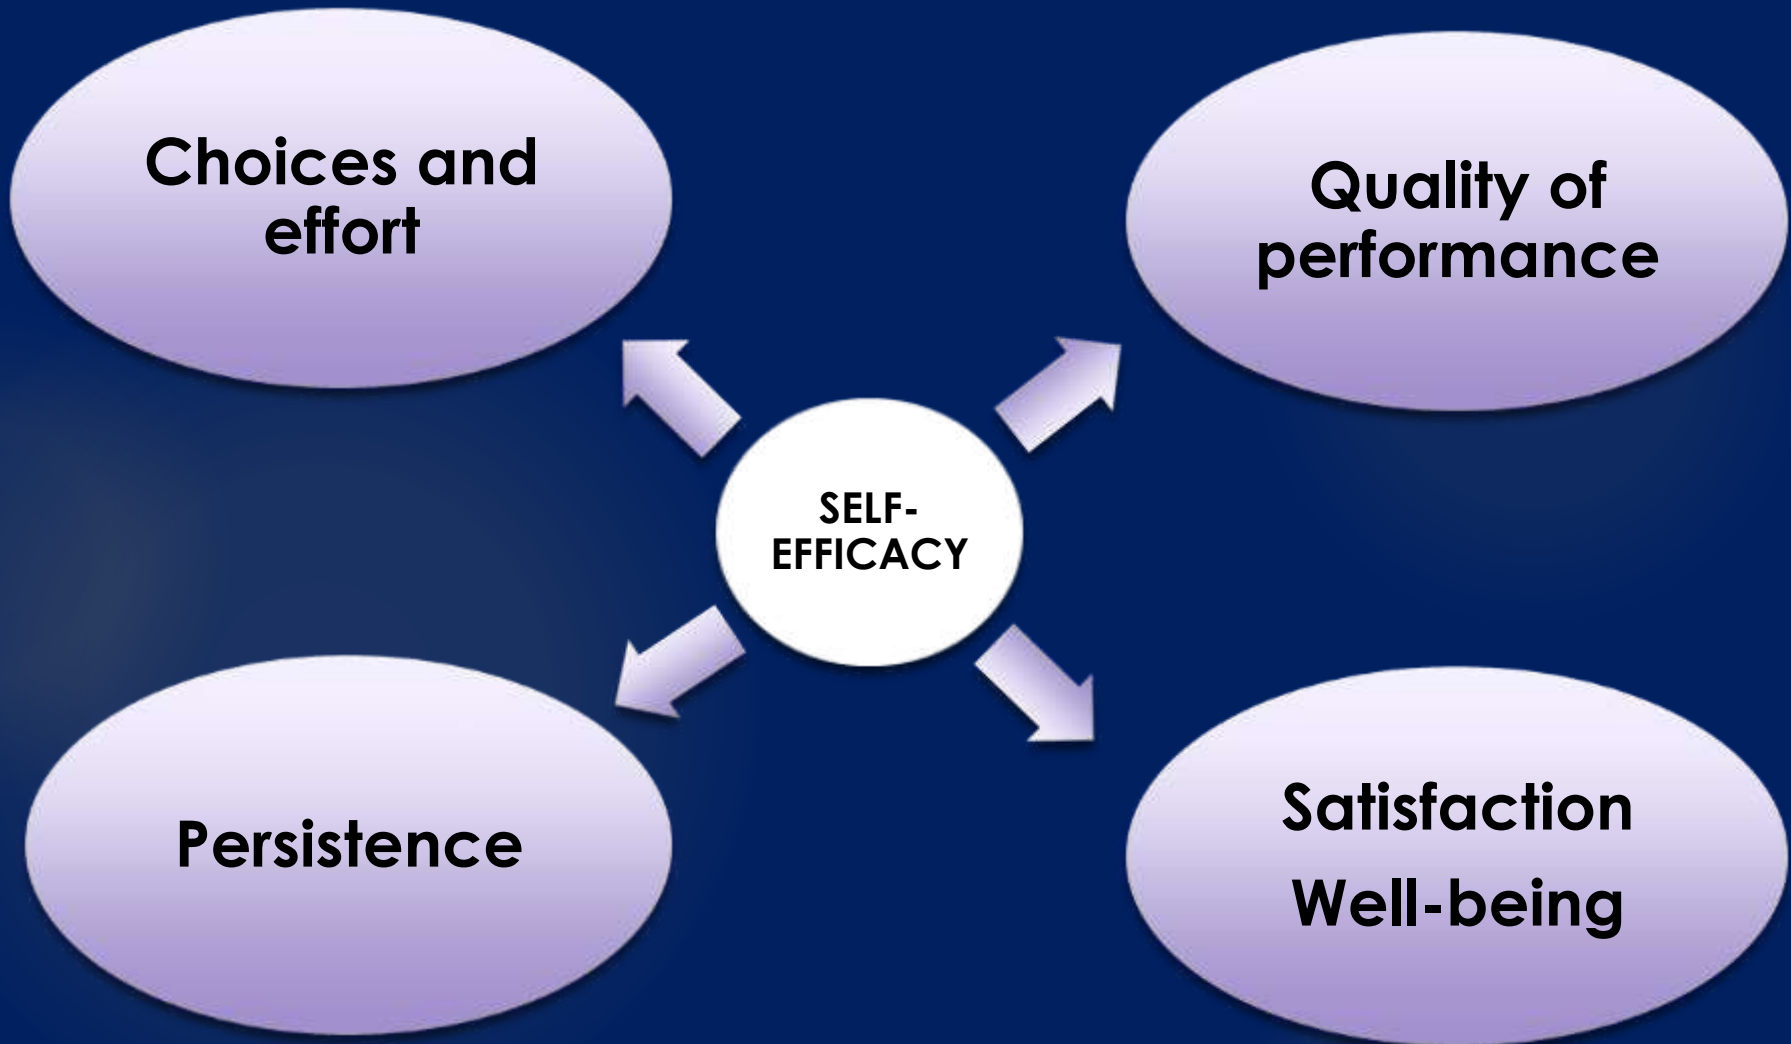 Choices and
effort
Quality of
performance
SELF-
EFFICACY
Persistence
Satisfaction
Well-being